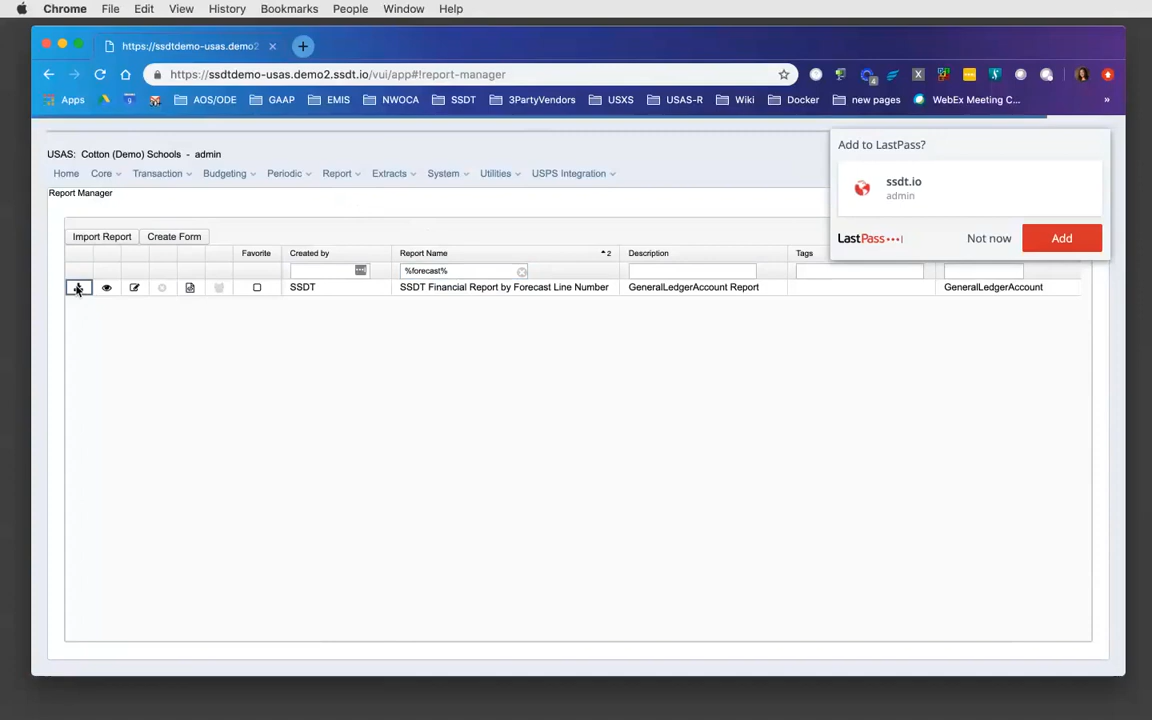 Chrome File Edit View History Bookmarks People Window Help
https://ssdtdemo-usas.demo2
https://ssdtdemo-usas.demo2.ssdt.io/vui/app#!report-manager
4
Apps AOS/ODE GAAP EMIS NWOCA SSDT 3PartyVendors USXS USAS-R Wiki Docker new pages WebEx Meeting C... »
Add to LastPass?
USAS: Cotton (Demo) Schools - admin
Home Core Transaction Budgeting Periodic Report Extracts System Utilities USPS Integration
ssdt.io
admin
Report Manager
LastPass Not now Add
Import Report Create Form
Favorite Created by Report Name 2 Description Tags
%forecast%
SSDT SSDT Financial Report by Forecast Line Number GeneralLedgerAccount Report GeneralLedgerAccount